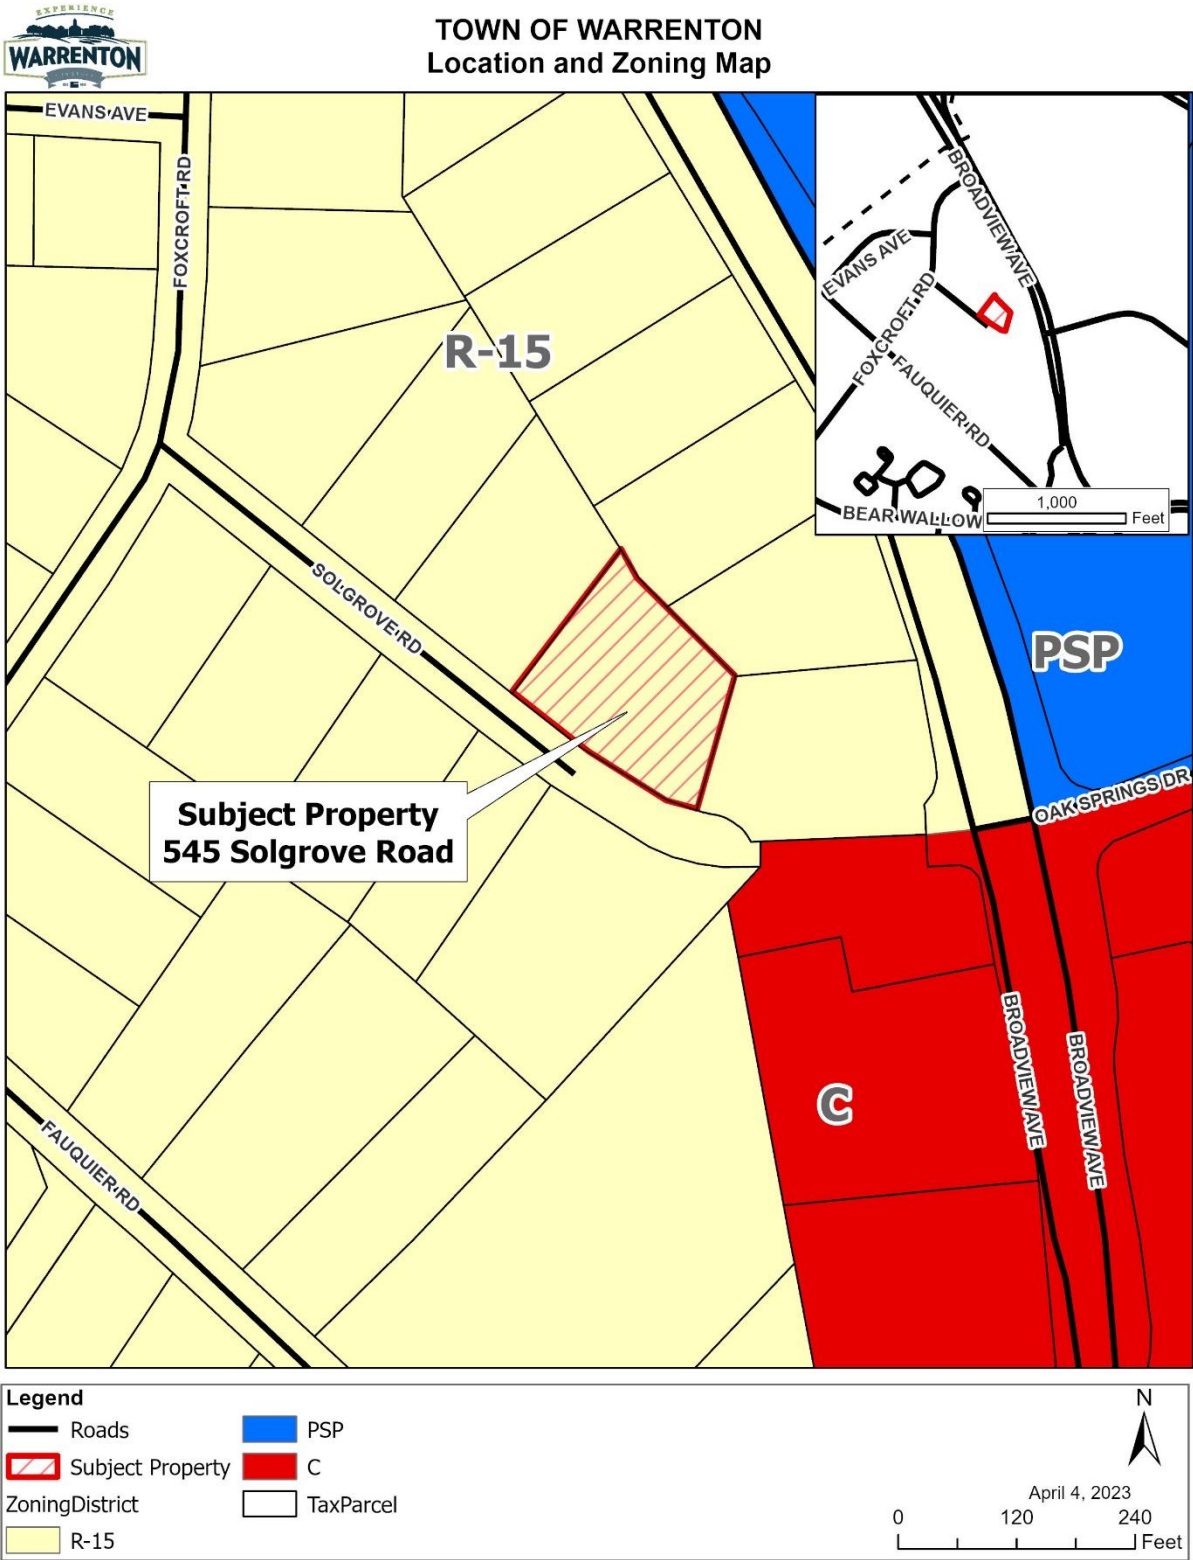 EXPERIENCE
WARRENTON
TOWN OF WARRENTON
Location and Zoning Map
EVANS AVE
FOXCROFT RD
R-15
SOLGROVE RD
Subject Property
545 Solgrove Road
FAUQUIER RD
PSP
OAK SPRINGS DR
C
BROADVIEW AVE
BROADVIEW AVE
BROADVIEW AVE
EVANS AVE
FOXCROFT RD
FAUQUIER RD
BEAR WALLOW
1,000
Feet
Legend
Roads
Subject Property
ZoningDistrict
R-15
PSP
C
TaxParcel
N
April 4, 2023
0 120 240
Feet